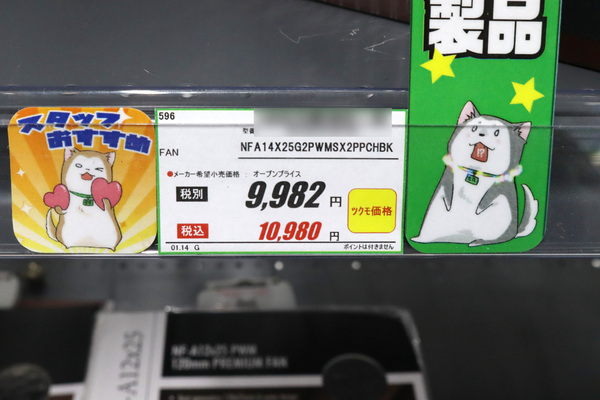 製品
スタッフ
おすすめ
596
型番
FAN
NFA14X25G2PWMSX2PPCHBK
●メーカー希望小売価格 : オープンプライス
税別 9,982 円
ツクモ価格
税込 10,980 円
01.14 G
ポイントは付きません
!?
NF-A12x25 PWM
120mm PREMIUM FAN
-A12x25